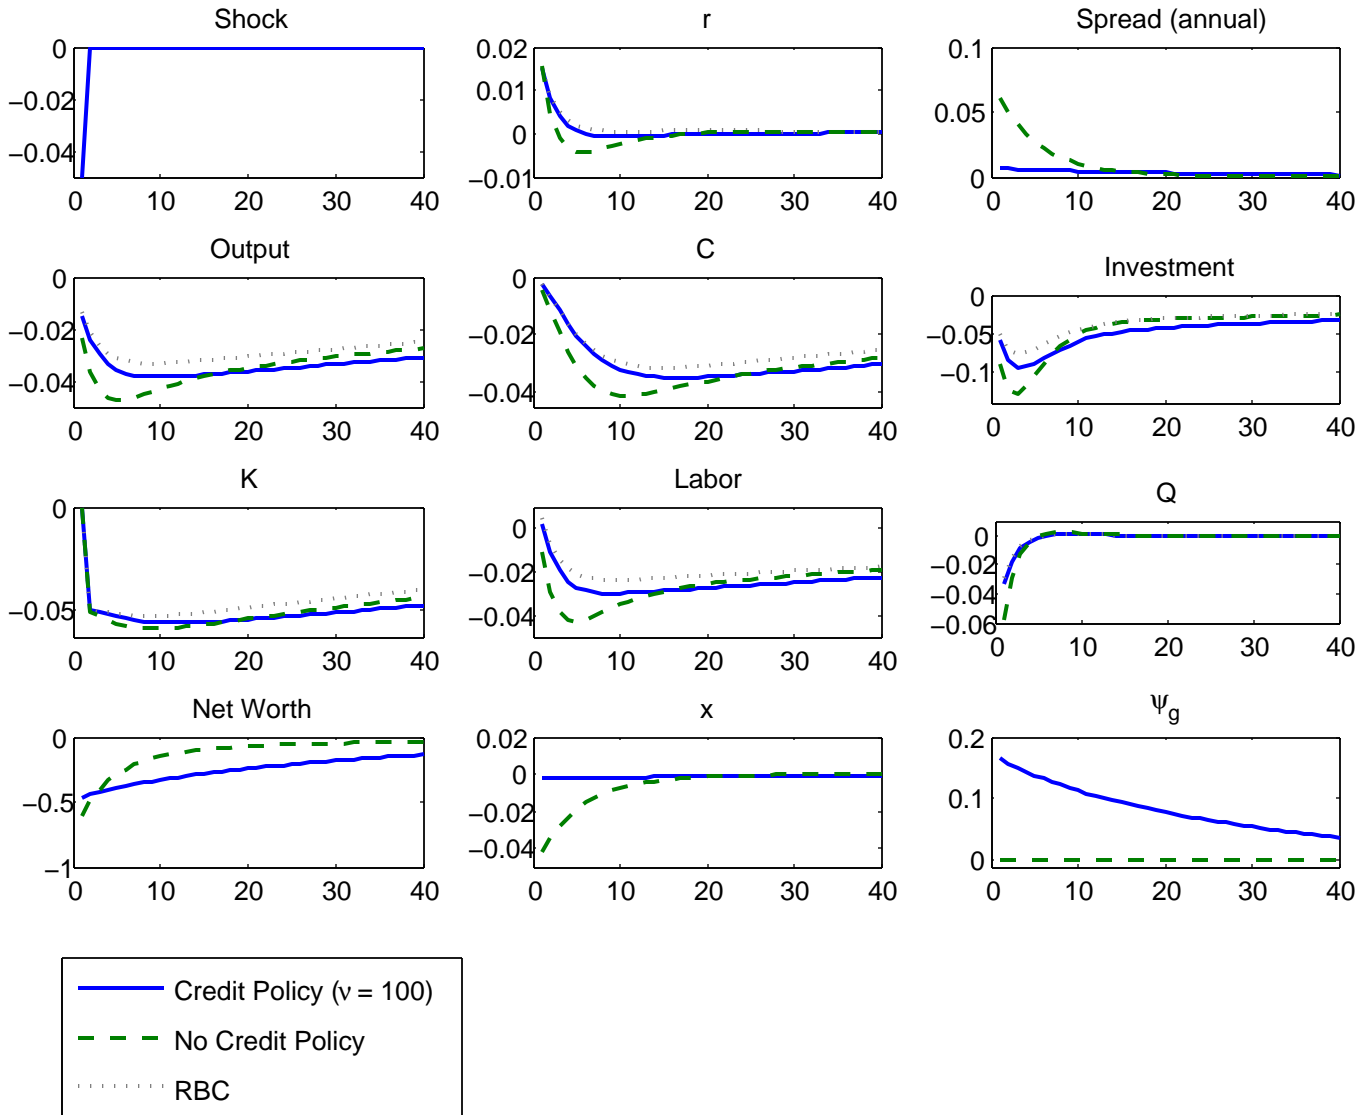 Shock
r
Spread (annual)
0
−0.02
−0.04
0 10 20 30 40
0.02
0.01
0
−0.01
0 10 20 30 40
0.1
0.05
0
0 10 20 30 40
Output
C
Investment
0
−0.02
−0.04
0 10 20 30 40
0
−0.02
−0.04
0 10 20 30 40
0
−0.05
−0.1
0 10 20 30 40
K
Labor
Q
0
−0.05
0 10 20 30 40
0
−0.02
−0.04
0 10 20 30 40
0
−0.02
−0.04
−0.06
0 10 20 30 40
Net Worth
x
ψg
0
−0.5
−1
0 10 20 30 40
0.02
0
−0.02
−0.04
0 10 20 30 40
0.2
0.1
0
0 10 20 30 40
Credit Policy (ν = 100)
No Credit Policy
RBC